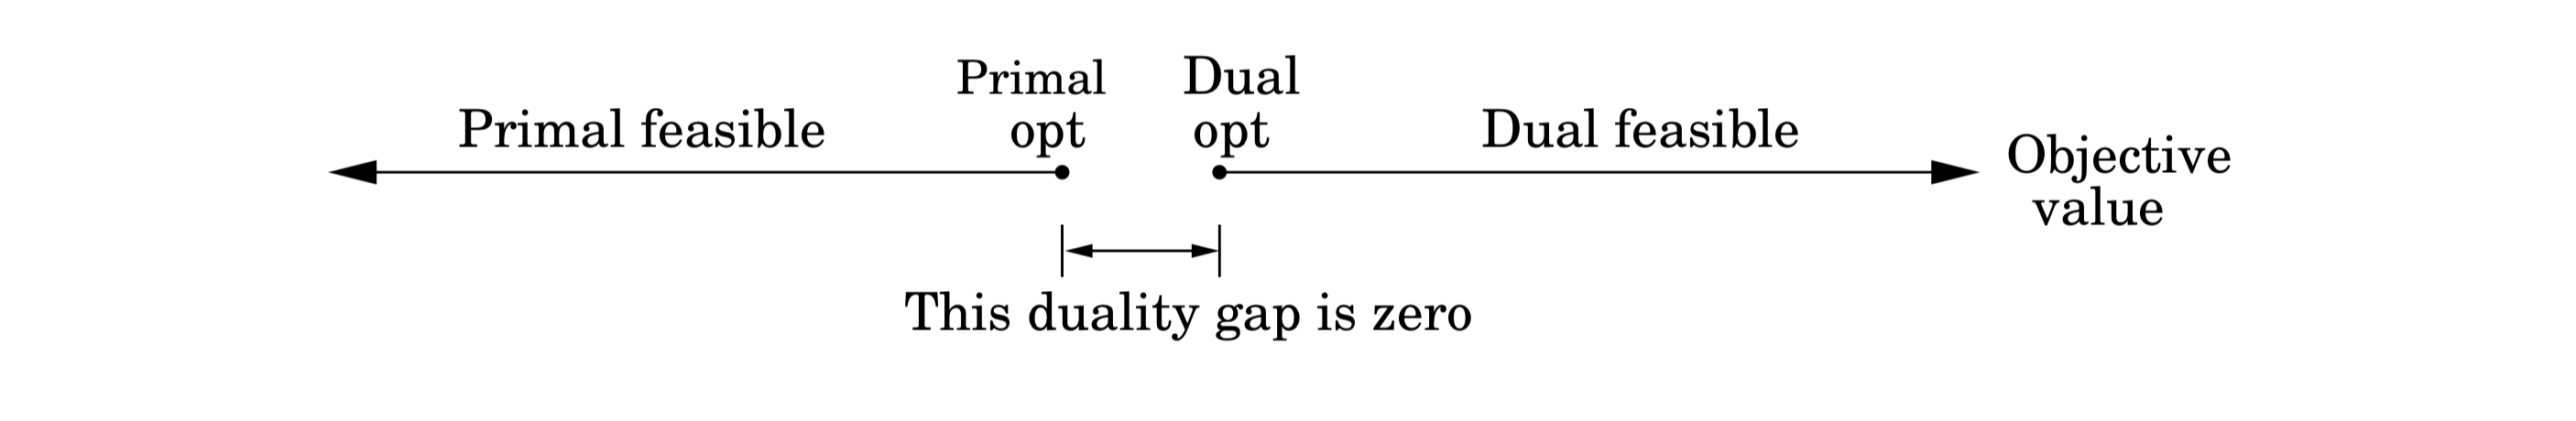 Primal feasible
Primal
opt
Dual
opt
Dual feasible
Objective
value
This duality gap is zero